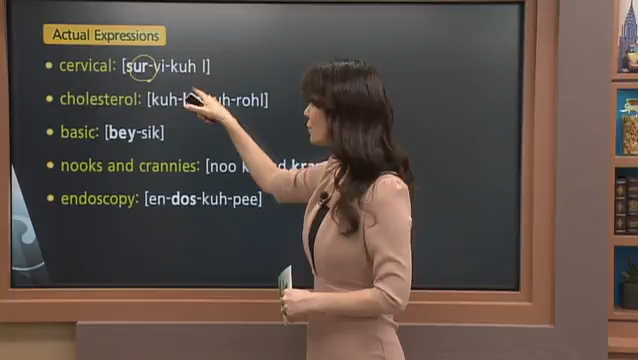 Actual Expressions
cervical: [sur-vi-kuh l]
cholesterol:
basic: [bey-sik]
nooks and crannies: [noo
endoscopy: [en-dos-kuh-pee]